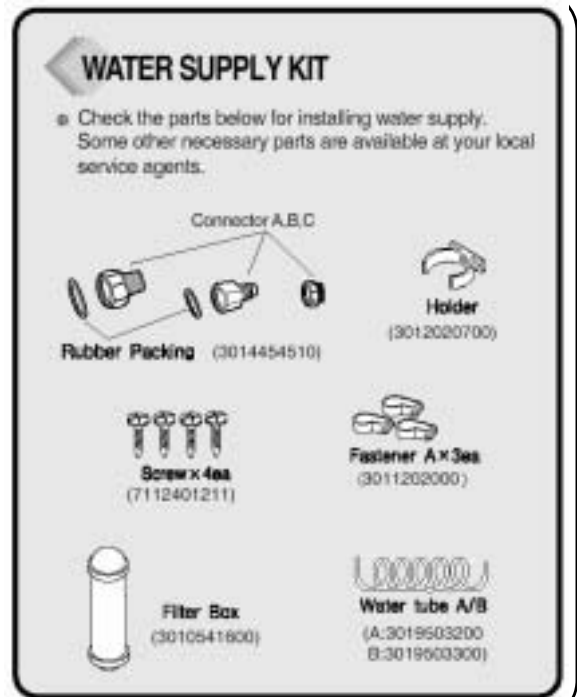 WATER SUPPLY KIT
Check the parts below for installing water supply.
Some other necessary parts are available at your local
service agents.
Connector A,B,C
Rubber Packing (3014454510)
Holder
(3012020700)
Screw × 4ea
(7112401211)
Fastener A × 3ea
(3011202000)
Filter Box
(3010541600)
Water tube A/B
(A:3019503200
B:3019503300)